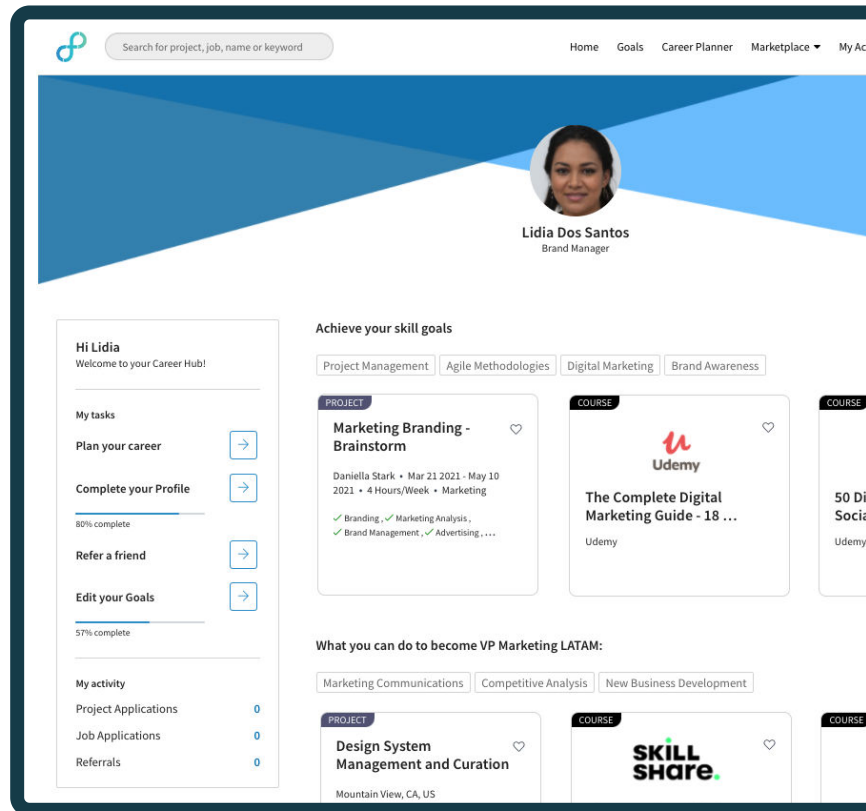 Search for project, job, name or keyword
Home Goals Career Planner Marketplace My Ac
Lidia Dos Santos
Brand Manager
Hi Lidia
Welcome to your Career Hub!
My tasks
Plan your career
Complete your Profile
80% complete
Refer a friend
Edit your Goals
57% complete
My activity
Project Applications 0
Job Applications 0
Referrals 0
Achieve your skill goals
Project Management Agile Methodologies Digital Marketing Brand Awareness
PROJECT
Marketing Branding -
Brainstorm
Daniella Stark • Mar 21 2021 - May 10
2021 • 4 Hours/Week • Marketing
✓ Branding , ✓ Marketing Analysis ,
✓ Brand Management , ✓ Advertising , ...
COURSE
Udemy
The Complete Digital
Marketing Guide - 18 ...
Udemy
COURSE
50 Di
Socia
Udemy
What you can do to become VP Marketing LATAM:
Marketing Communications Competitive Analysis New Business Development
PROJECT
Design System
Management and Curation
Mountain View, CA, US
COURSE
SKILL
SHare.
COURSE